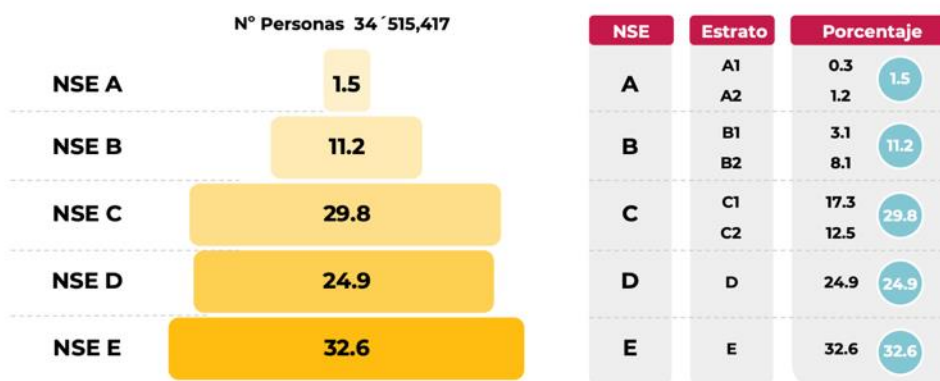 Nº Personas 34´515,417
NSE A 1.5
NSE B 11.2
NSE C 29.8
NSE D 24.9
NSE E 32.6
NSE Estrato Porcentaje
A A1 0.3 1.5
A2 1.2
B B1 3.1 11.2
B2 8.1
C C1 17.3 29.8
C2 12.5
D D 24.9 24.9
E E 32.6 32.6